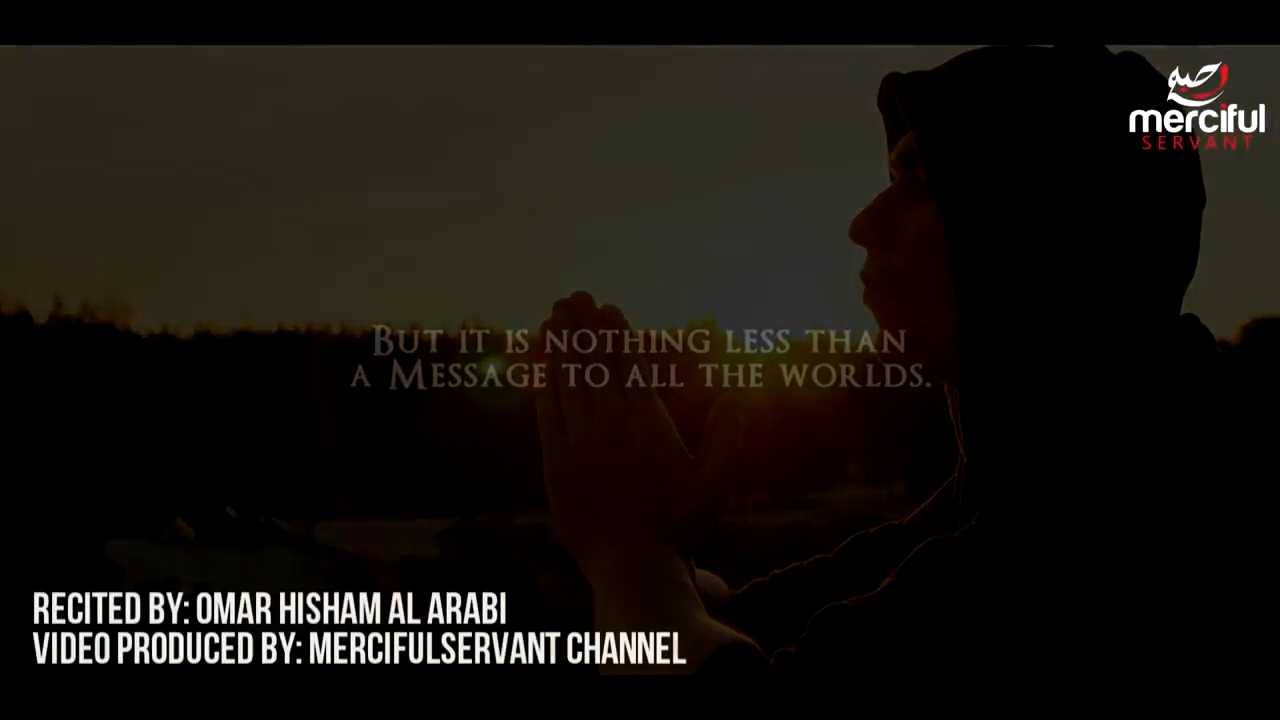 merciful
SERVANT
BUT IT IS NOTHING LESS THAN
A MESSAGE TO ALL THE WORLDS.
RECITED BY: OMAR HISHAM AL ARABI
VIDEO PRODUCED BY: MERCIFULSERVANT CHANNEL